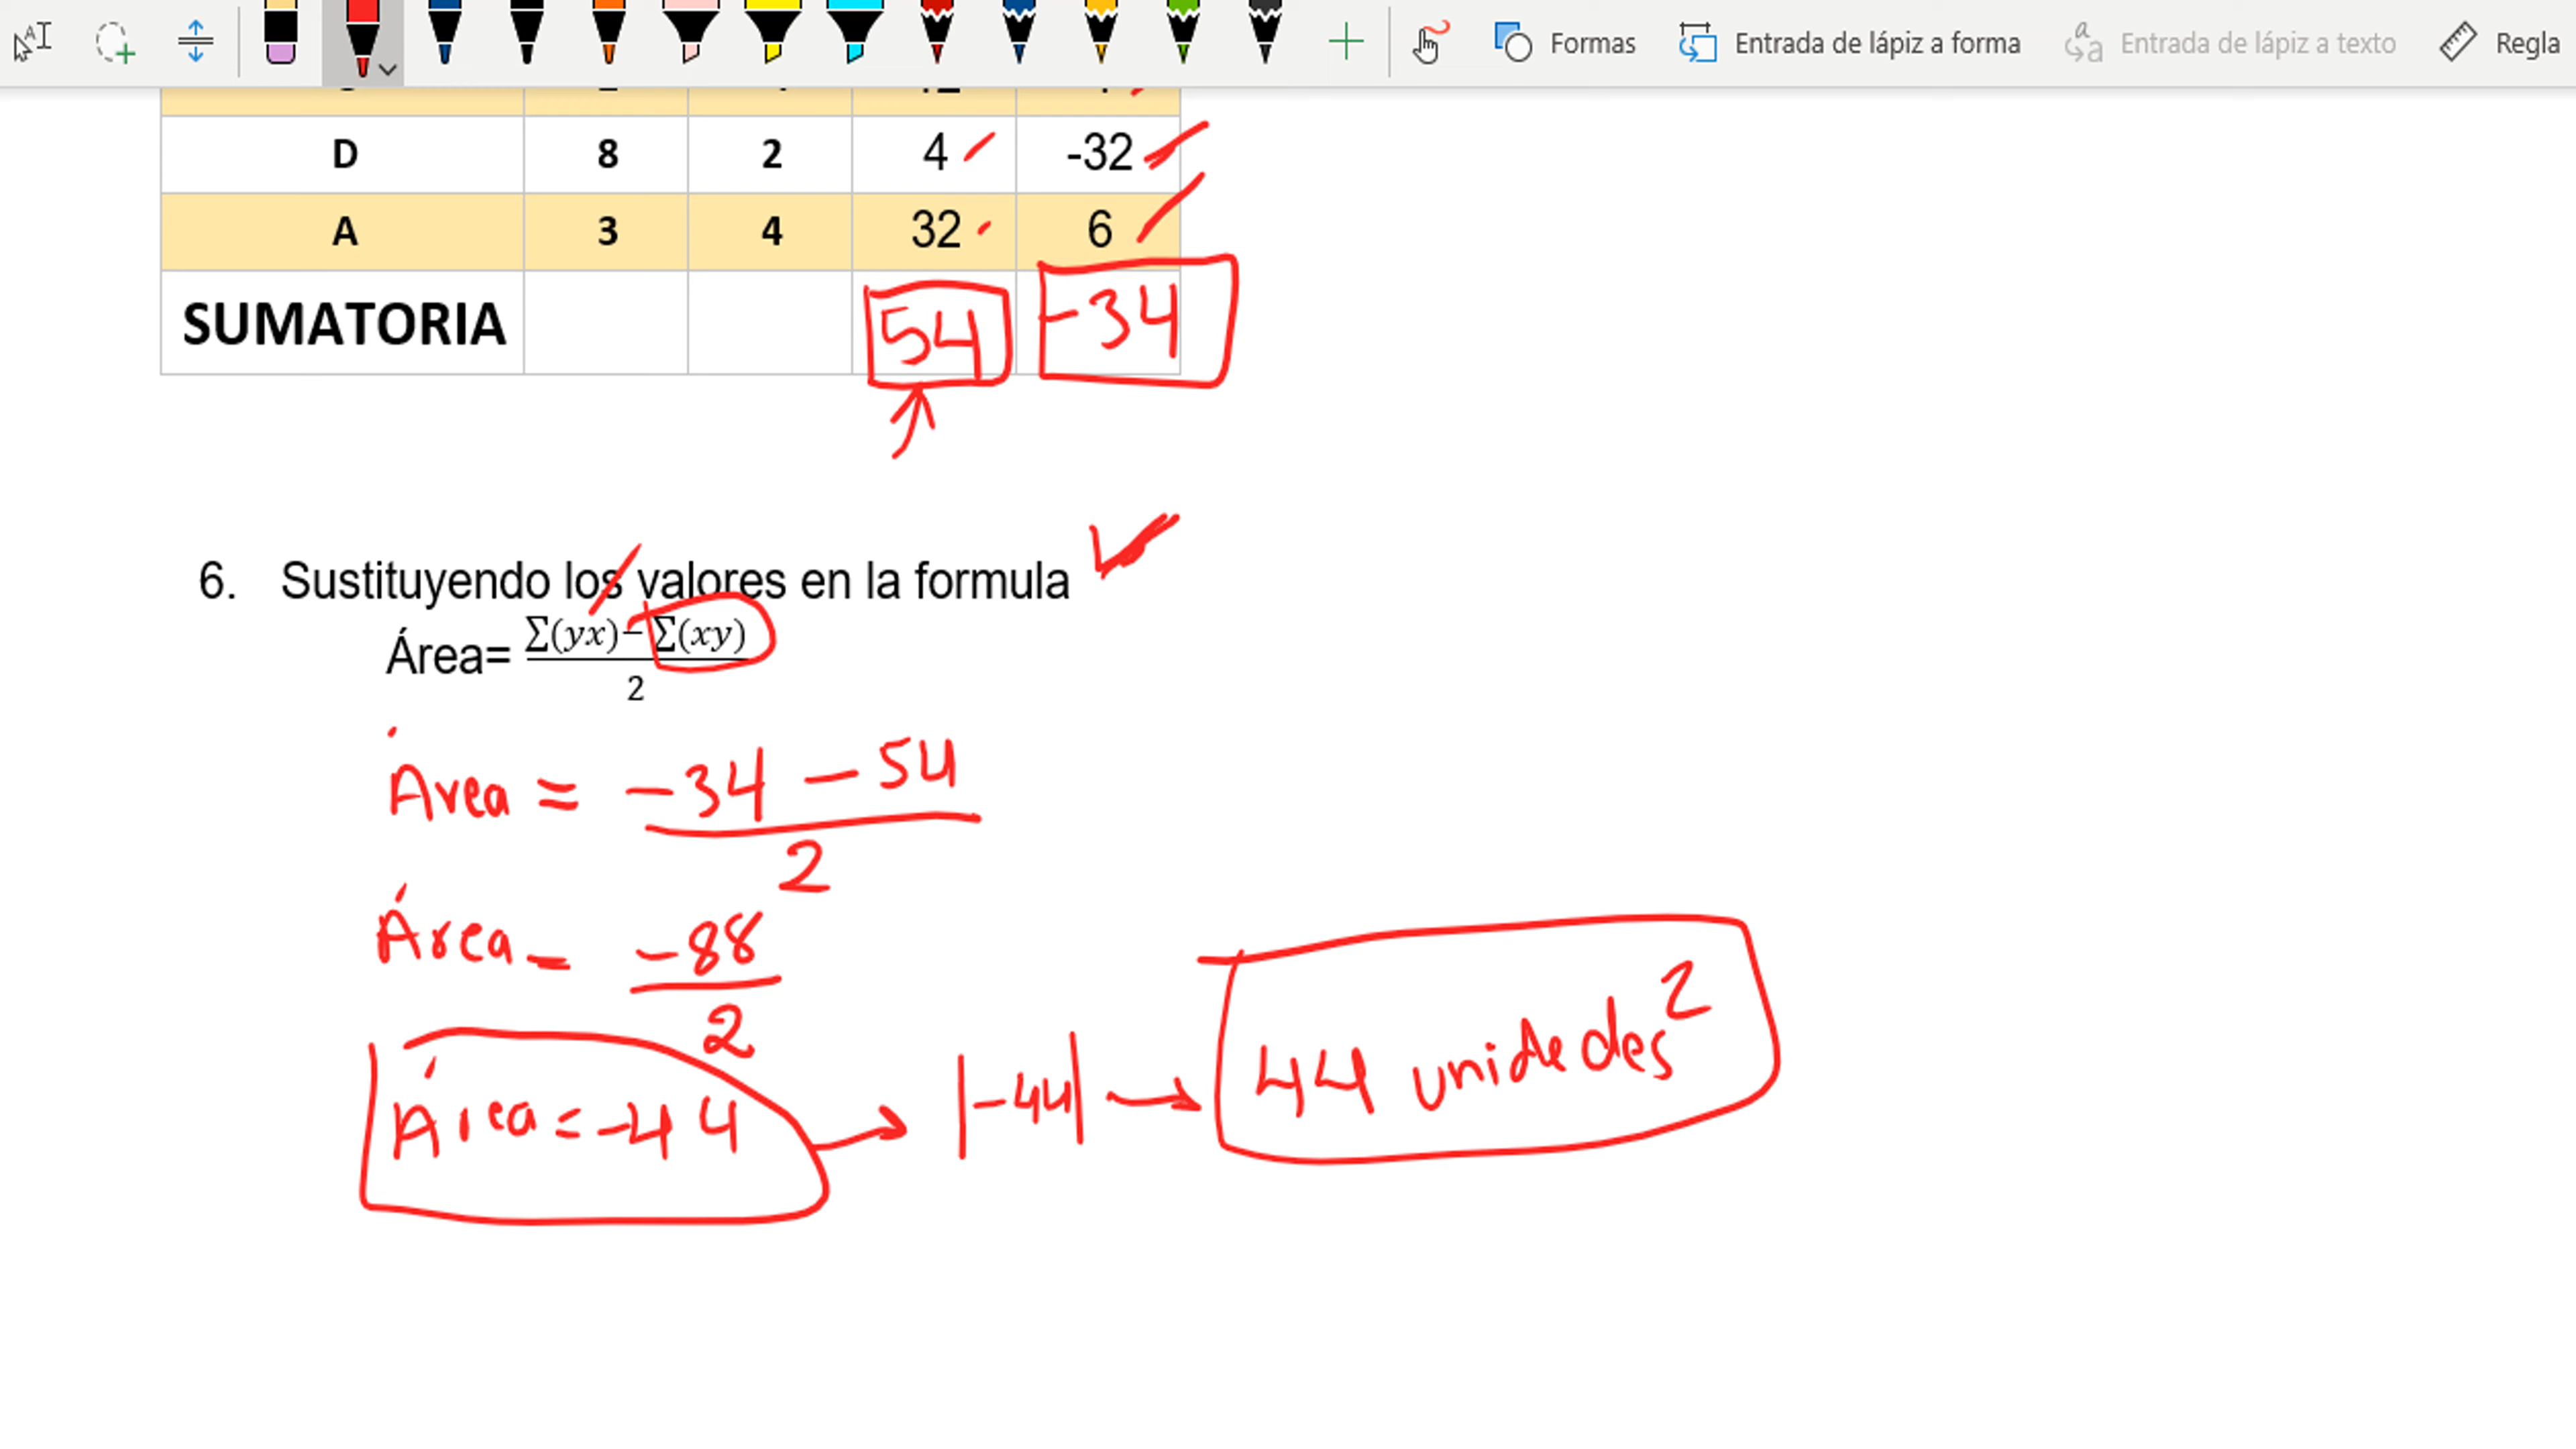 Formas Entrada de lápiz a forma Entrada de lápiz a texto Regla
D 8 2 4 -32
A 3 4 32 6
SUMATORIA 54 -34
6. Sustituyendo los valores en la formula
Área= ∑(yx)−∑(xy)
2
Área = -34 - 54
2
Área = -88
2
Área = -44 |-44| 44 unidades²